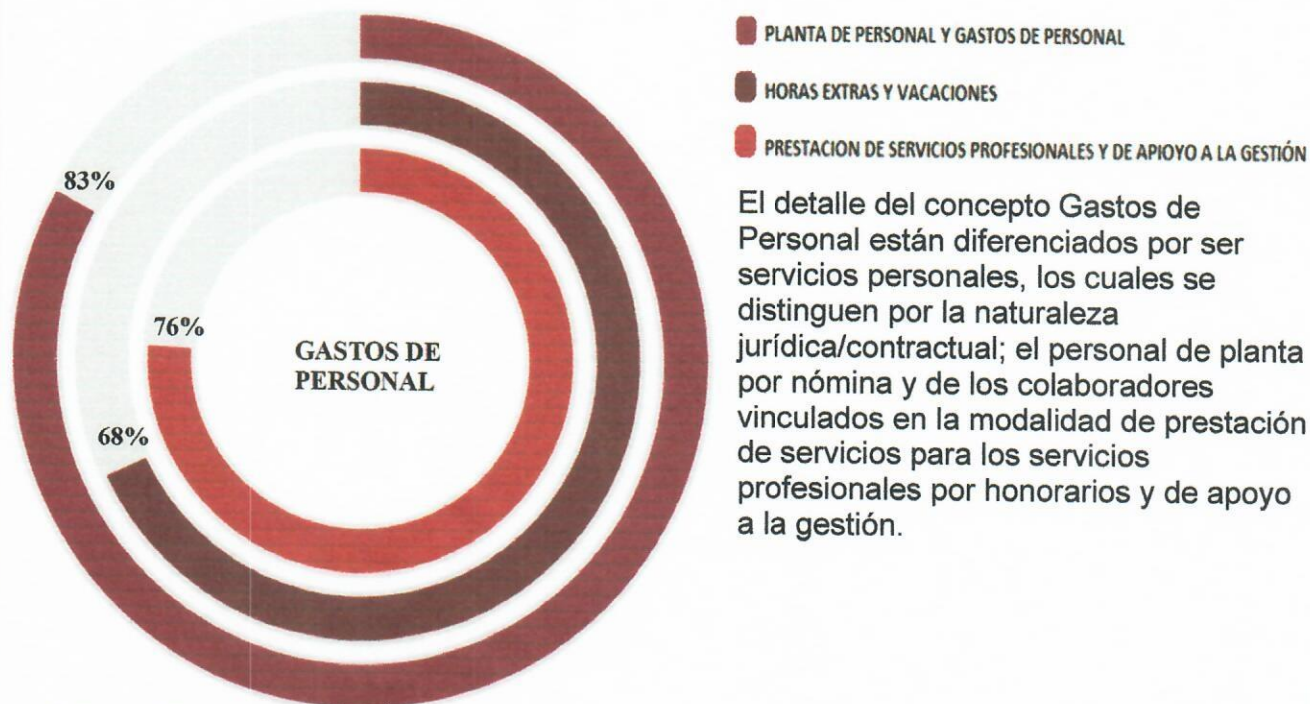 PLANTA DE PERSONAL Y GASTOS DE PERSONAL
HORAS EXTRAS Y VACACIONES
PRESTACION DE SERVICIOS PROFESIONALES Y DE APIOYO A LA GESTIÓN
83%
76%
68%
GASTOS DE
PERSONAL
El detalle del concepto Gastos de
Personal están diferenciados por ser
servicios personales, los cuales se
distinguen por la naturaleza
jurídica/contractual; el personal de planta
por nómina y de los colaboradores
vinculados en la modalidad de prestación
de servicios para los servicios
profesionales por honorarios y de apoyo
a la gestión.